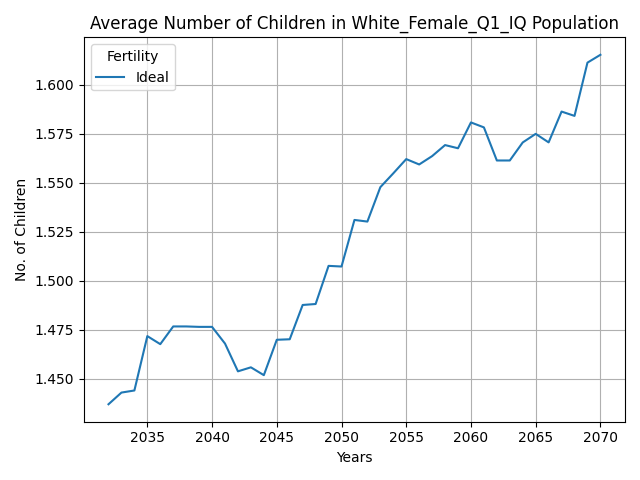 Average Number of Children in White_Female_Q1_IQ Population
Fertility
Ideal
No. of Children
1.600
1.575
1.550
1.525
1.500
1.475
1.450
2035 2040 2045 2050 2055 2060 2065 2070
Years